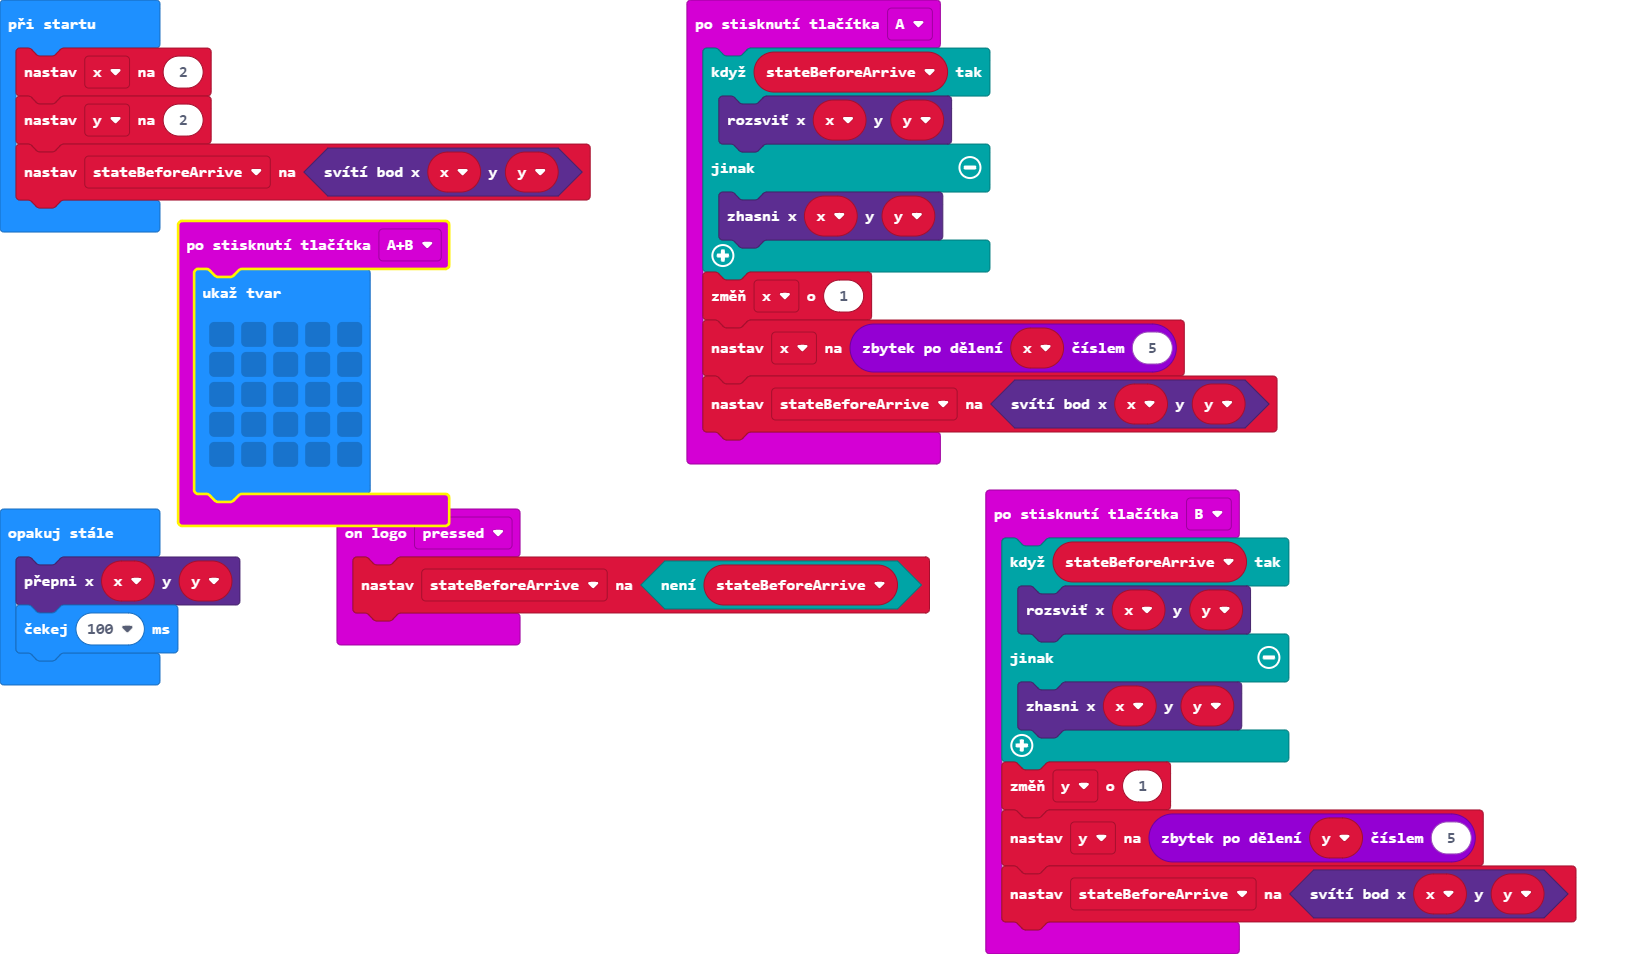 při startu
nastav x na 2
nastav y na 2
nastav stateBeforeArrive na svítí bod x x y y
po stisknutí tlačítka A+B
ukaž tvar
opakuj stále
přepni x x y y
čekej 100 ms
on logo pressed
nastav stateBeforeArrive na není stateBeforeArrive
po stisknutí tlačítka A
když stateBeforeArrive tak
rozsviť x x y y
jinak
zhasni x x y y
změň x o 1
nastav x na zbytek po dělení x číslem 5
nastav stateBeforeArrive na svítí bod x x y y
po stisknutí tlačítka B
když stateBeforeArrive tak
rozsviť x x y y
jinak
zhasni x x y y
změň y o 1
nastav y na zbytek po dělení y číslem 5
nastav stateBeforeArrive na svítí bod x x y y